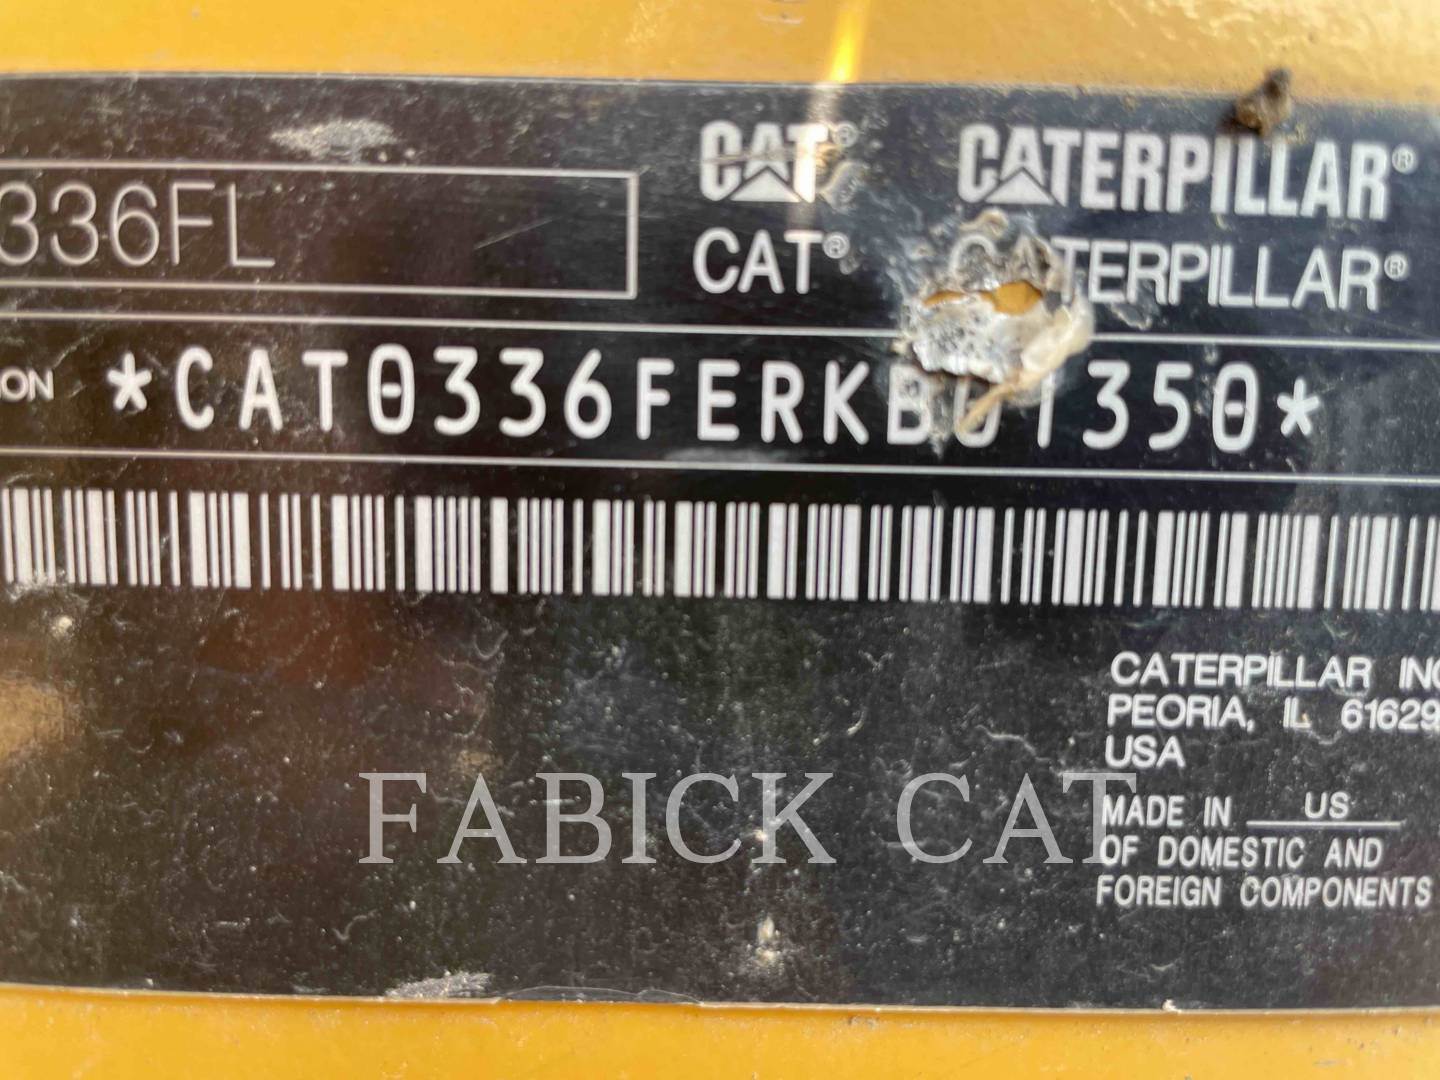 CAT® CATERPILLAR®
336FL
CAT® CATERPILLAR®
ION *CAT0336FERKB01350*
CATERPILLAR INC
PEORIA, IL 61629
USA
MADE IN US
OF DOMESTIC AND
FOREIGN COMPONENTS
FABICK CAT